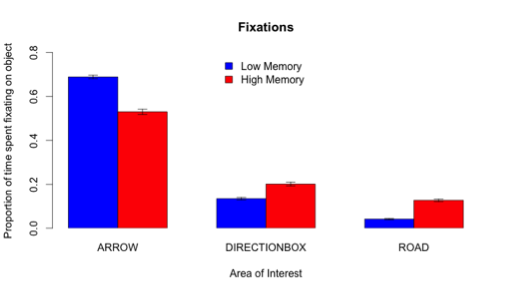 Fixations
Low Memory
High Memory
Proportion of time spent fixating on object
0.8
0.6
0.4
0.2
0.0
ARROW
DIRECTIONBOX
ROAD
Area of Interest